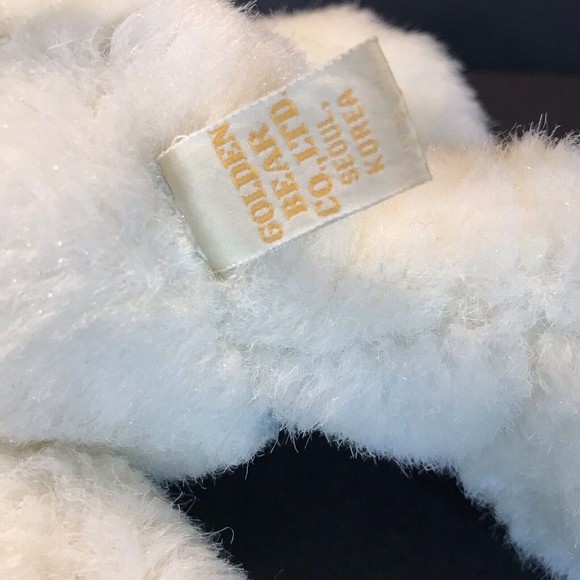 GOLDEN
BEAR
CO., LTD.
SEOUL,
KOREA